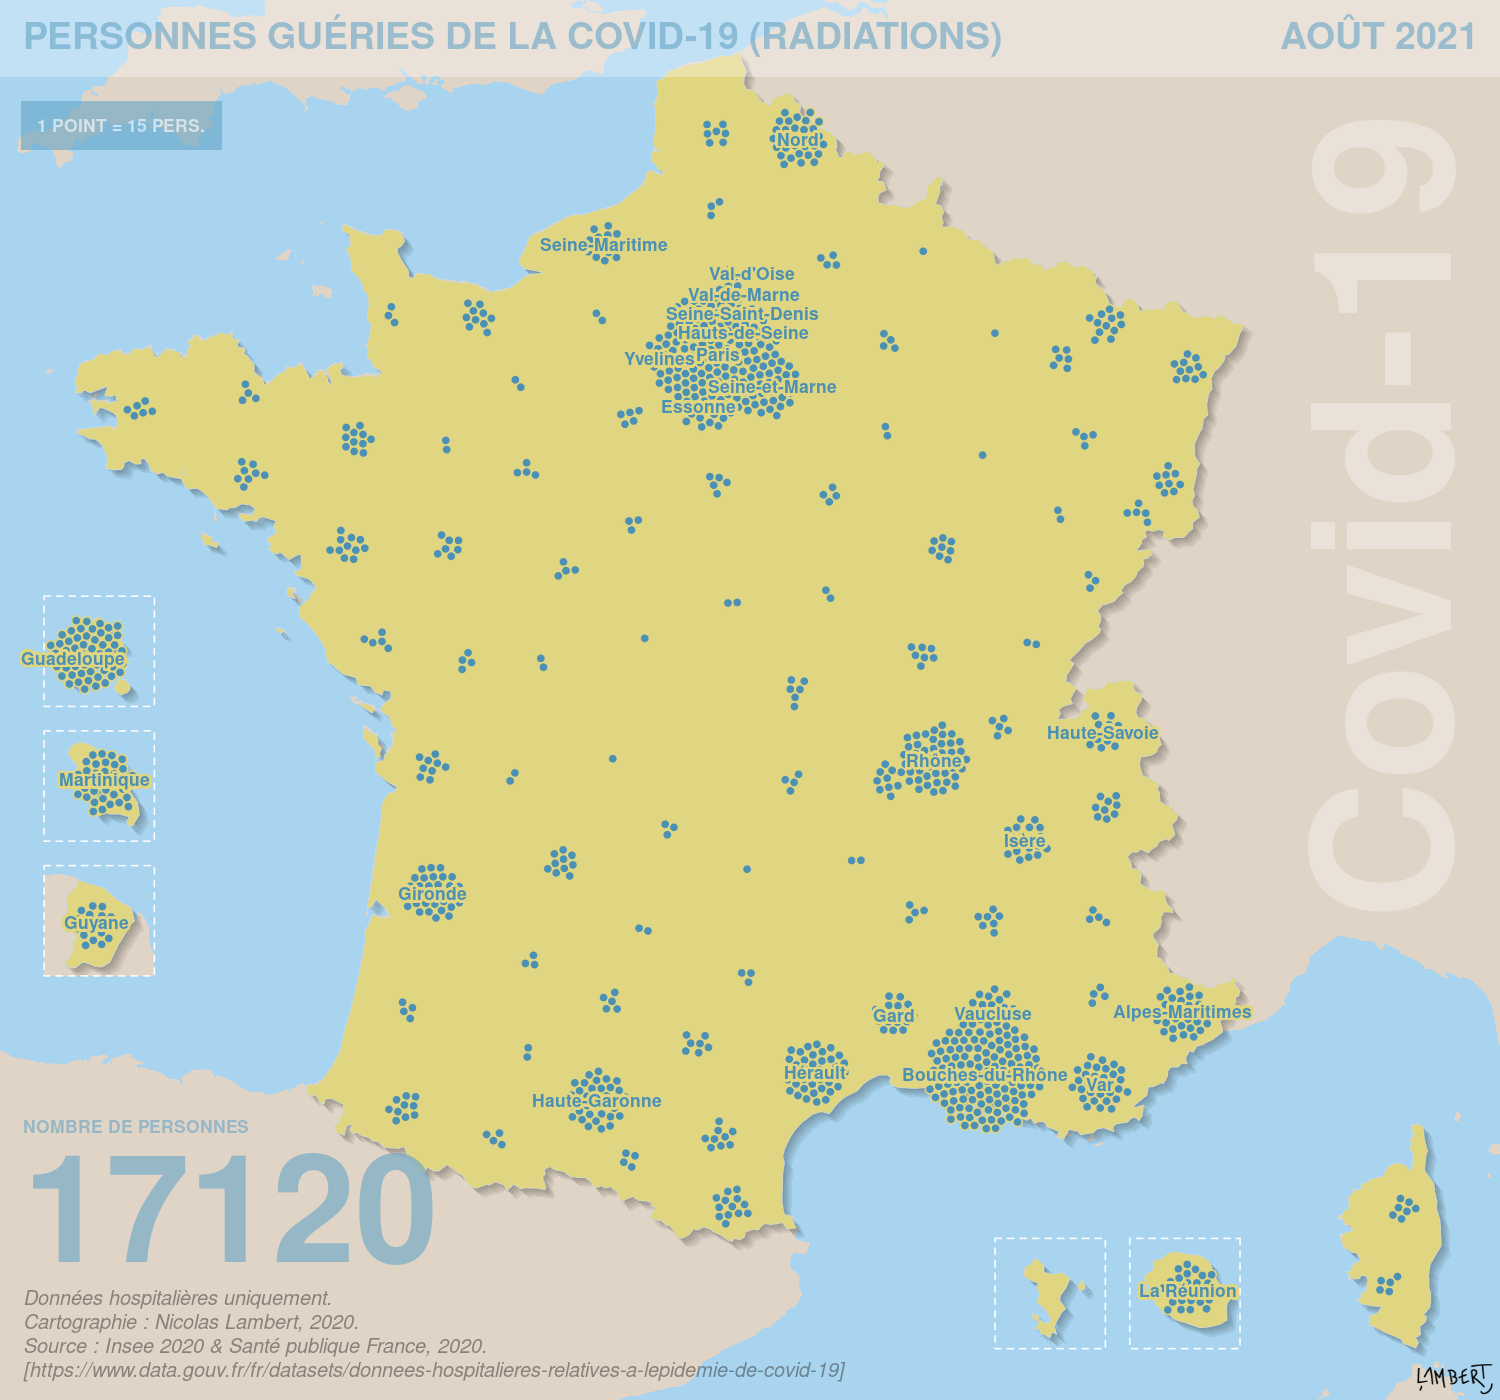 PERSONNES GUÉRIES DE LA COVID-19 (RADIATIONS)
AOÛT 2021
1 POINT = 15 PERS.
Covid-19
Nord
Seine-Maritime
Val-d'Oise
Val-de-Marne
Seine-Saint-Denis
Hauts-de-Seine
Yvelines
Paris
Seine-et-Marne
Essonne
Guadeloupe
Martinique
Guyane
Haute-Savoie
Rhône
Isère
Gironde
Gard
Vaucluse
Alpes-Maritimes
Hérault
Bouches-du-Rhône
Var
Haute-Garonne
La Réunion
NOMBRE DE PERSONNES
17120
Données hospitalières uniquement.
Cartographie : Nicolas Lambert, 2020.
Source : Insee 2020 & Santé publique France, 2020.
[https://www.data.gouv.fr/fr/datasets/donnees-hospitalieres-relatives-a-lepidemie-de-covid-19]
LAMBERT